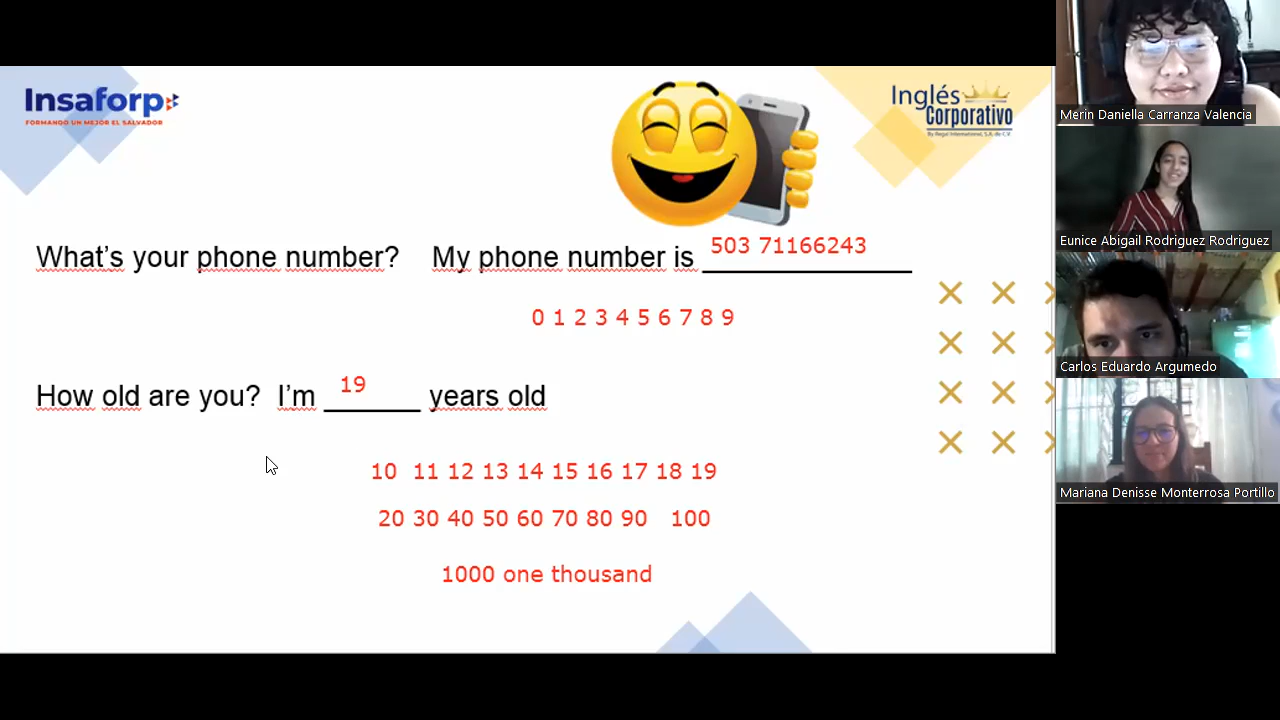 Insaforp
FORMANDO UN MEJOR EL SALVADOR
Inglés
Corporativo
By Regal International, S.A. de C.V.
What's your phone number? My phone number is 503 71166243
0 1 2 3 4 5 6 7 8 9
How old are you? I'm 19 years old
10 11 12 13 14 15 16 17 18 19
20 30 40 50 60 70 80 90 100
1000 one thousand
Merin Daniella Carranza Valencia
Eunice Abigail Rodriguez Rodriguez
Carlos Eduardo Argumedo
Mariana Denisse Monterrosa Portillo